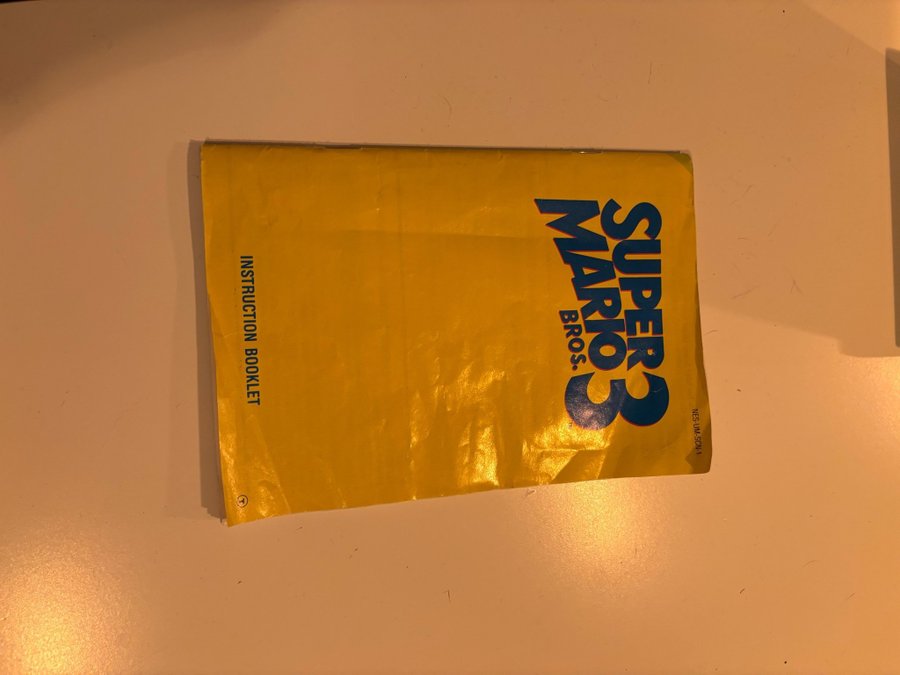 NES-UM-SCN-1
SUPER
MARIO 3
BROS.
INSTRUCTION BOOKLET
T